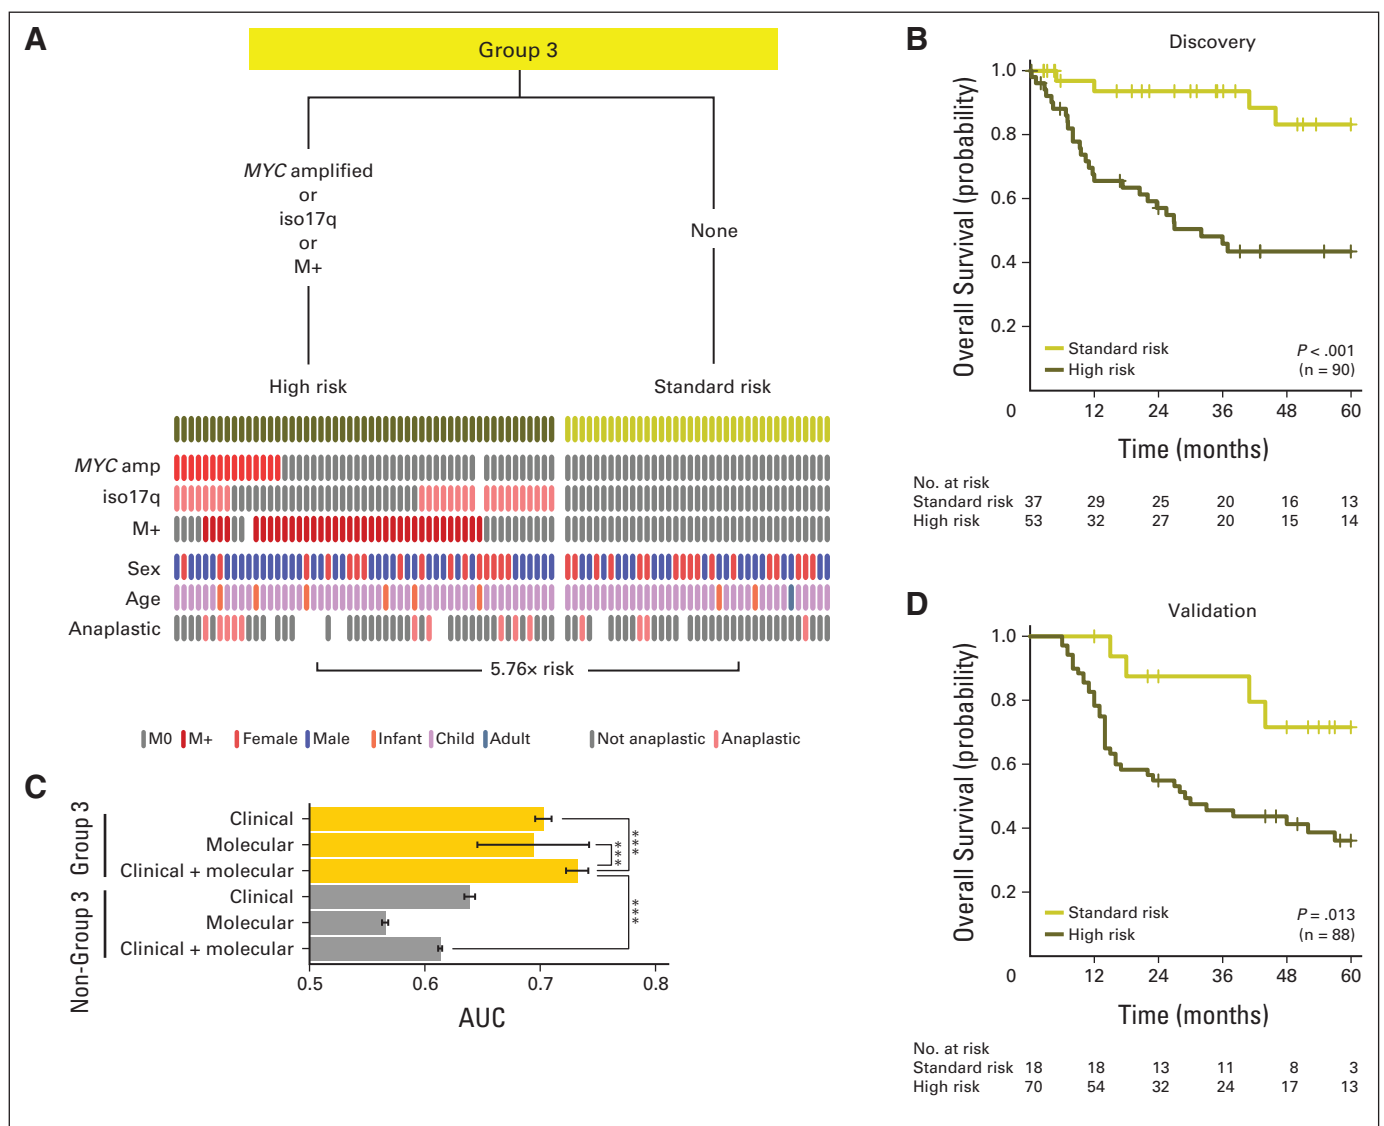 A
Group 3
MYC amplified
or
iso17q
or
M+
None
High risk
Standard risk
MYC amp
iso17q
M+
Sex
Age
Anaplastic
5.76× risk
M0 M+ Female Male Infant Child Adult Not anaplastic Anaplastic
B
Discovery
Overall Survival (probability)
1.0
0.8
0.6
0.4
0.2
Standard risk
High risk
P < .001
(n = 90)
0 12 24 36 48 60
Time (months)
No. at risk
Standard risk 37 29 25 20 16 13
High risk 53 32 27 20 15 14
C
Group 3
Non-Group 3
Clinical
Molecular
Clinical + molecular
Clinical
Molecular
Clinical + molecular
***
***
***
0.5 0.6 0.7 0.8
AUC
D
Validation
Overall Survival (probability)
1.0
0.8
0.6
0.4
0.2
Standard risk
High risk
P = .013
(n = 88)
0 12 24 36 48 60
Time (months)
No. at risk
Standard risk 18 18 13 11 8 3
High risk 70 54 32 24 17 13